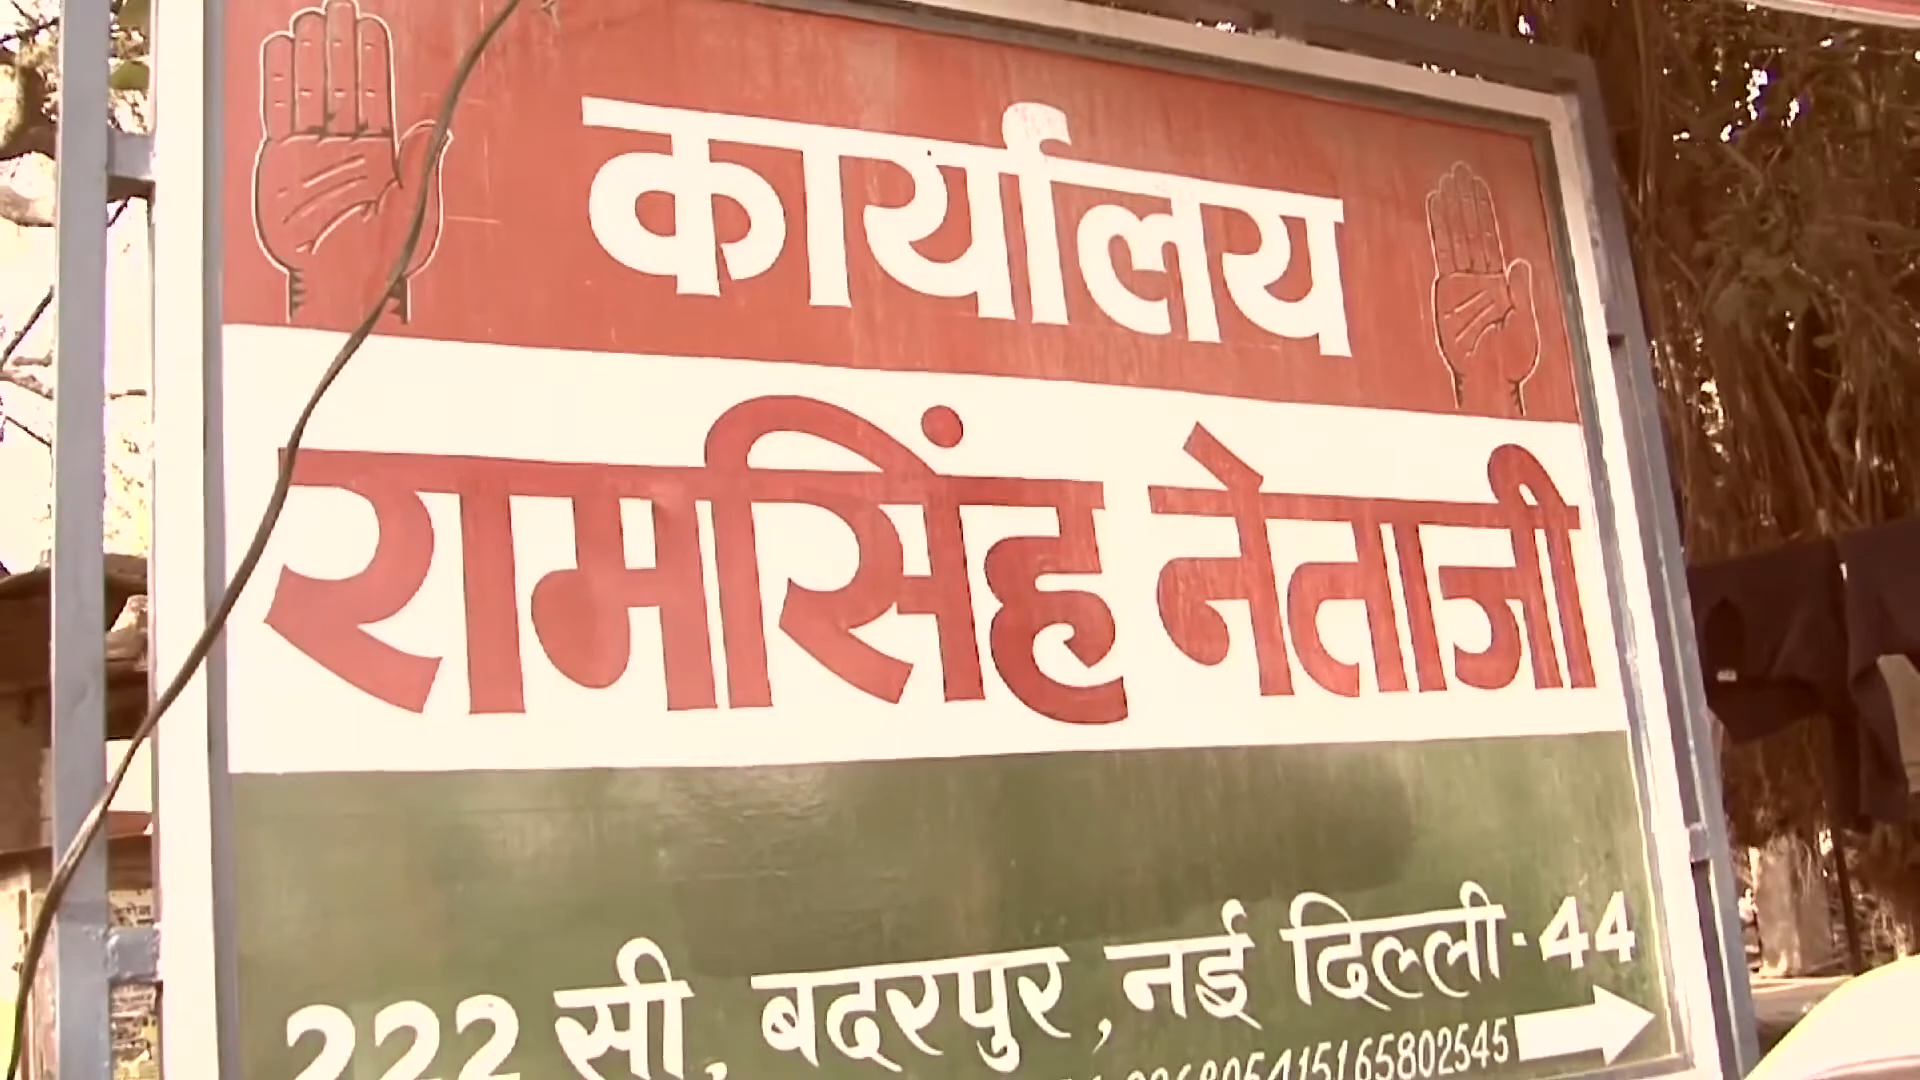 कार्यालय
रामसिंह नेताजी
222 सी, बदरपुर, नई दिल्ली - 44